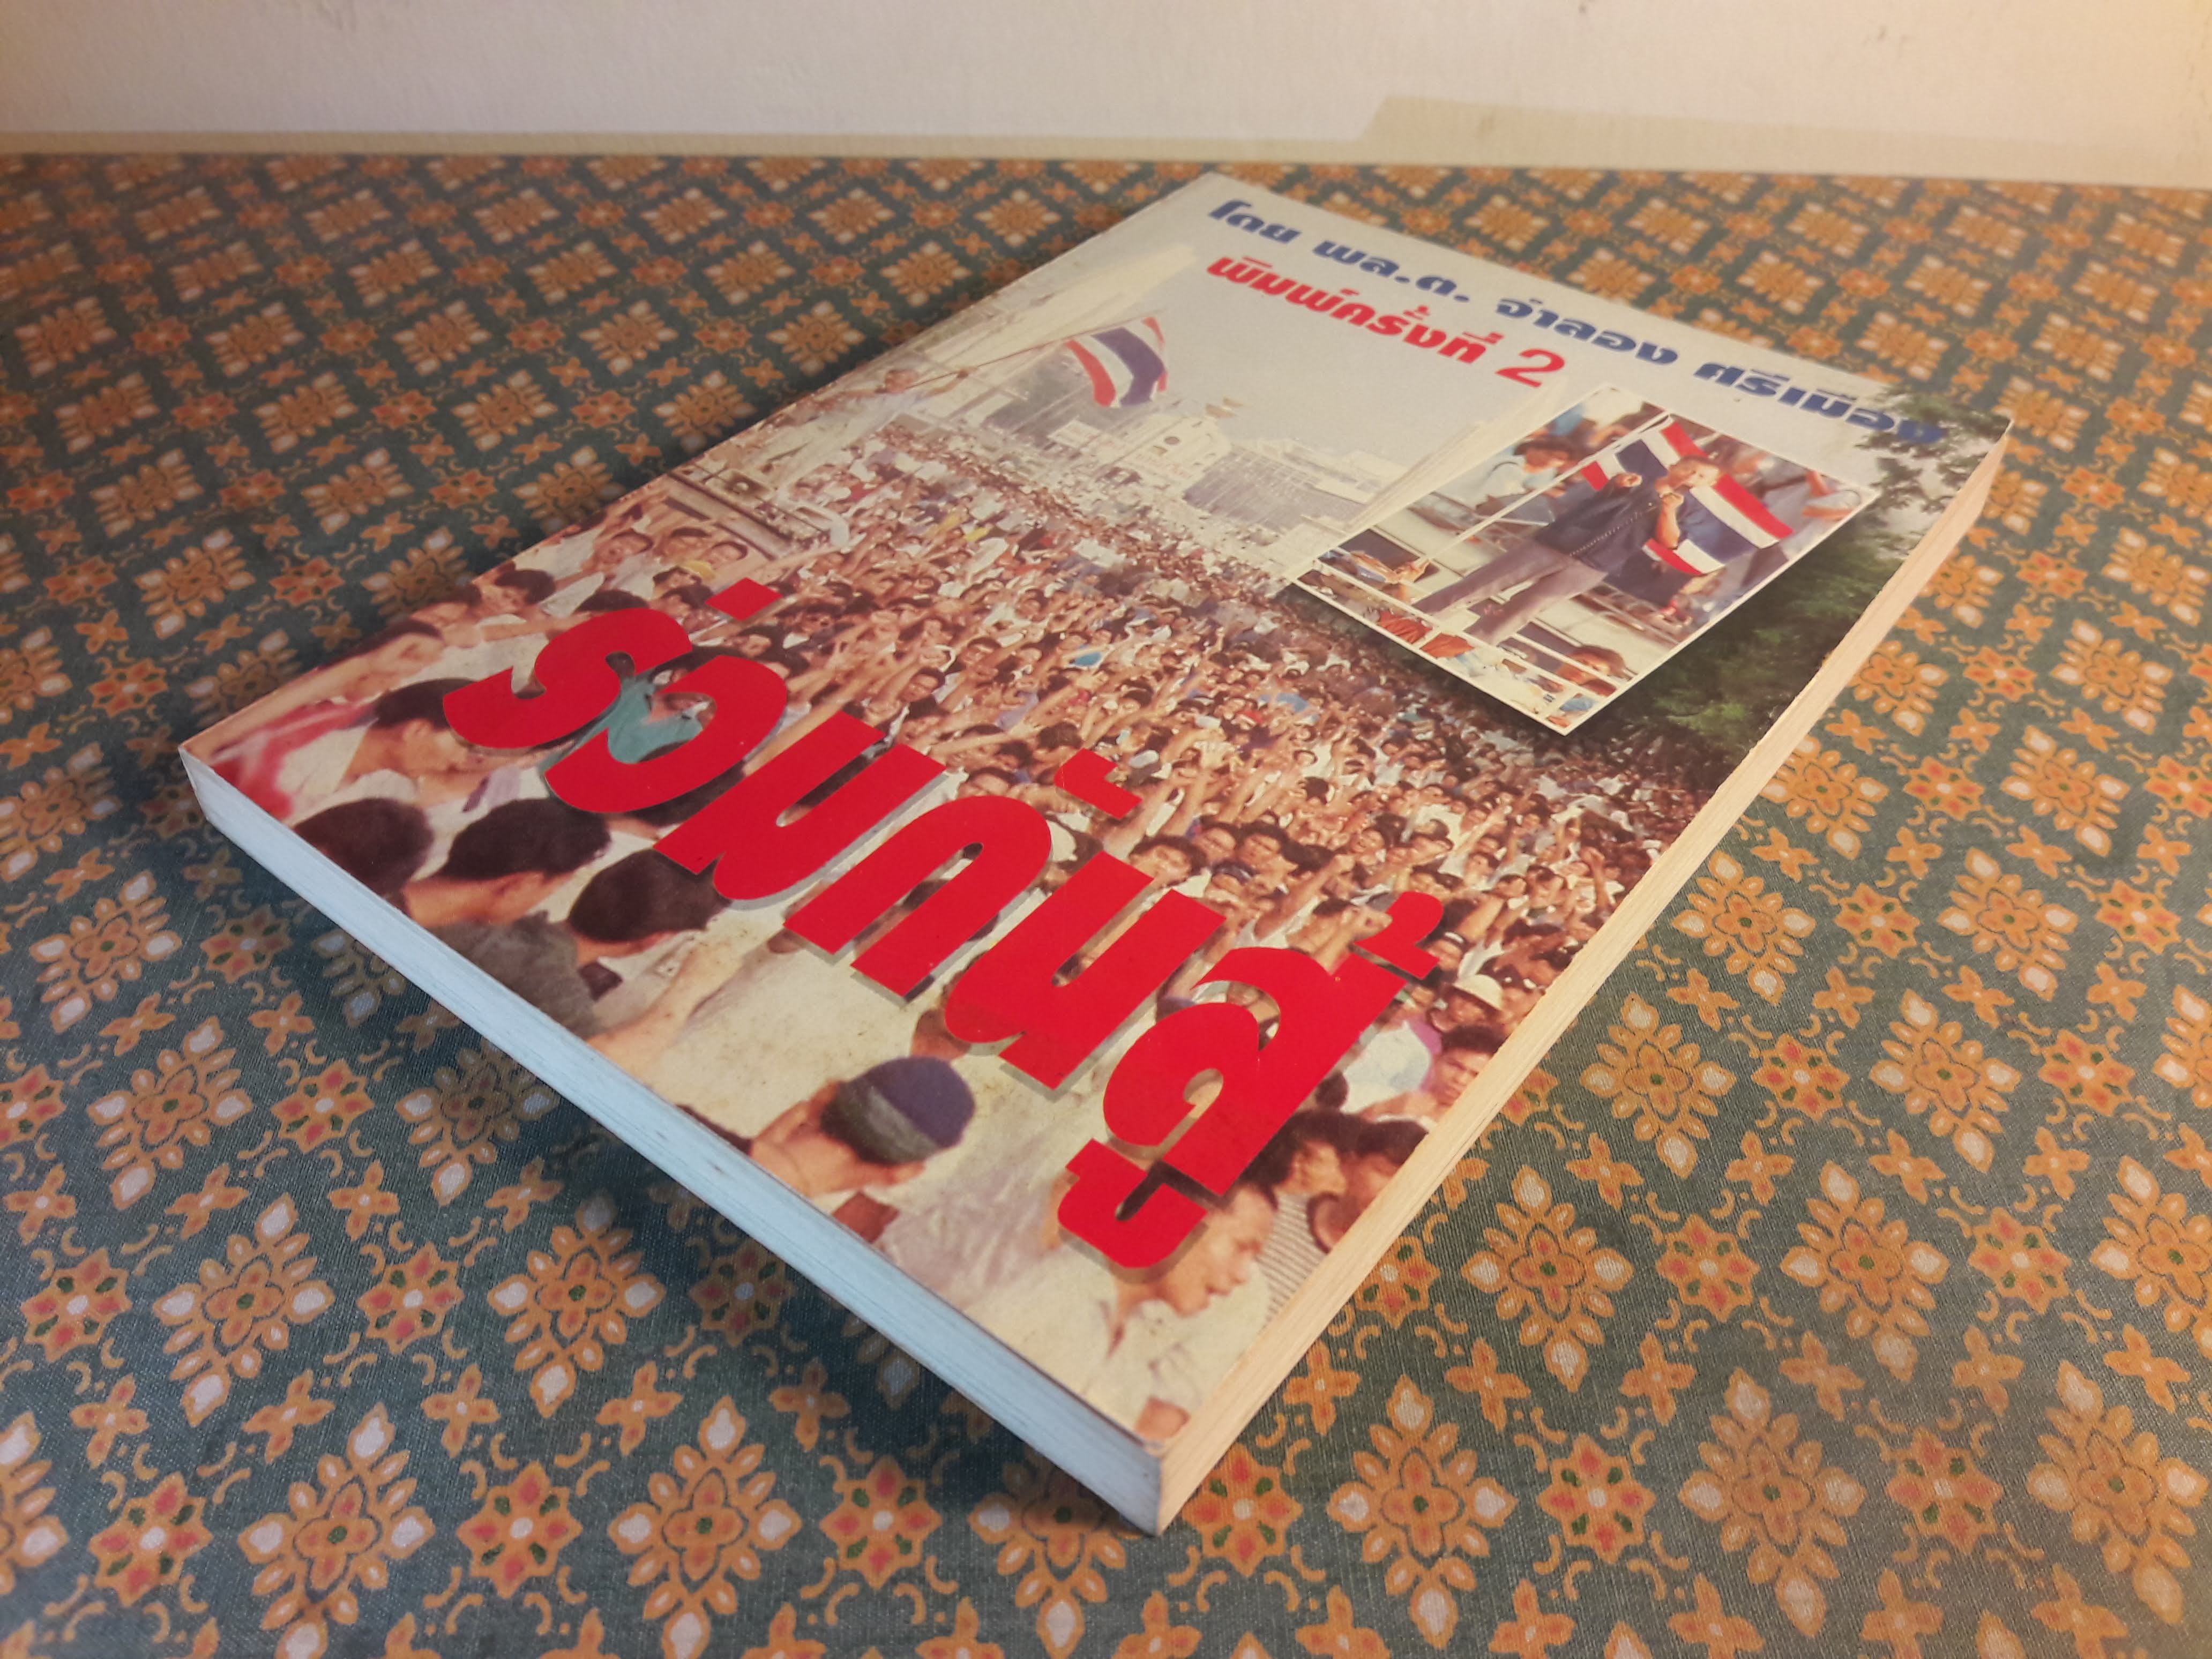 โดย พล.ต. จำลอง ศรีเมือง
พิมพ์ครั้งที่ 2
ร่วมกันสู้